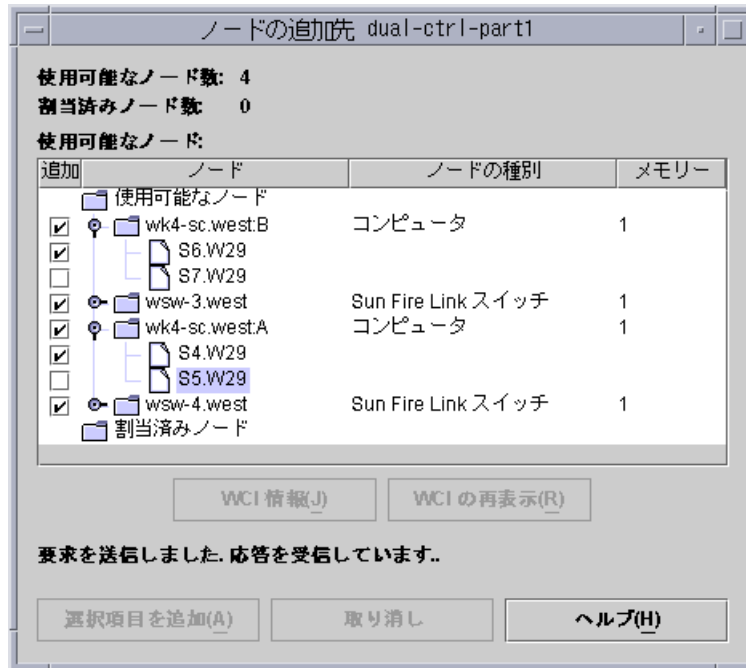 ノードの追加先 dual-ctrl-part1
使用可能なノード数: 4
割当済みノード数 0
使用可能なノード:
追加 ノード ノードの種別 メモリー
使用可能なノード
wk4-sc.west:B コンピュータ 1
S6.W29
S7.W29
wsw-3.west Sun Fire Link スイッチ 1
wk4-sc.west:A コンピュータ 1
S4.W29
S5.W29
wsw-4.west Sun Fire Link スイッチ 1
割当済みノード
WCI 情報(J) WCI の再表示(R)
要求を送信しました. 応答を受信しています..
選択項目を追加(A) 取り消し ヘルプ(H)